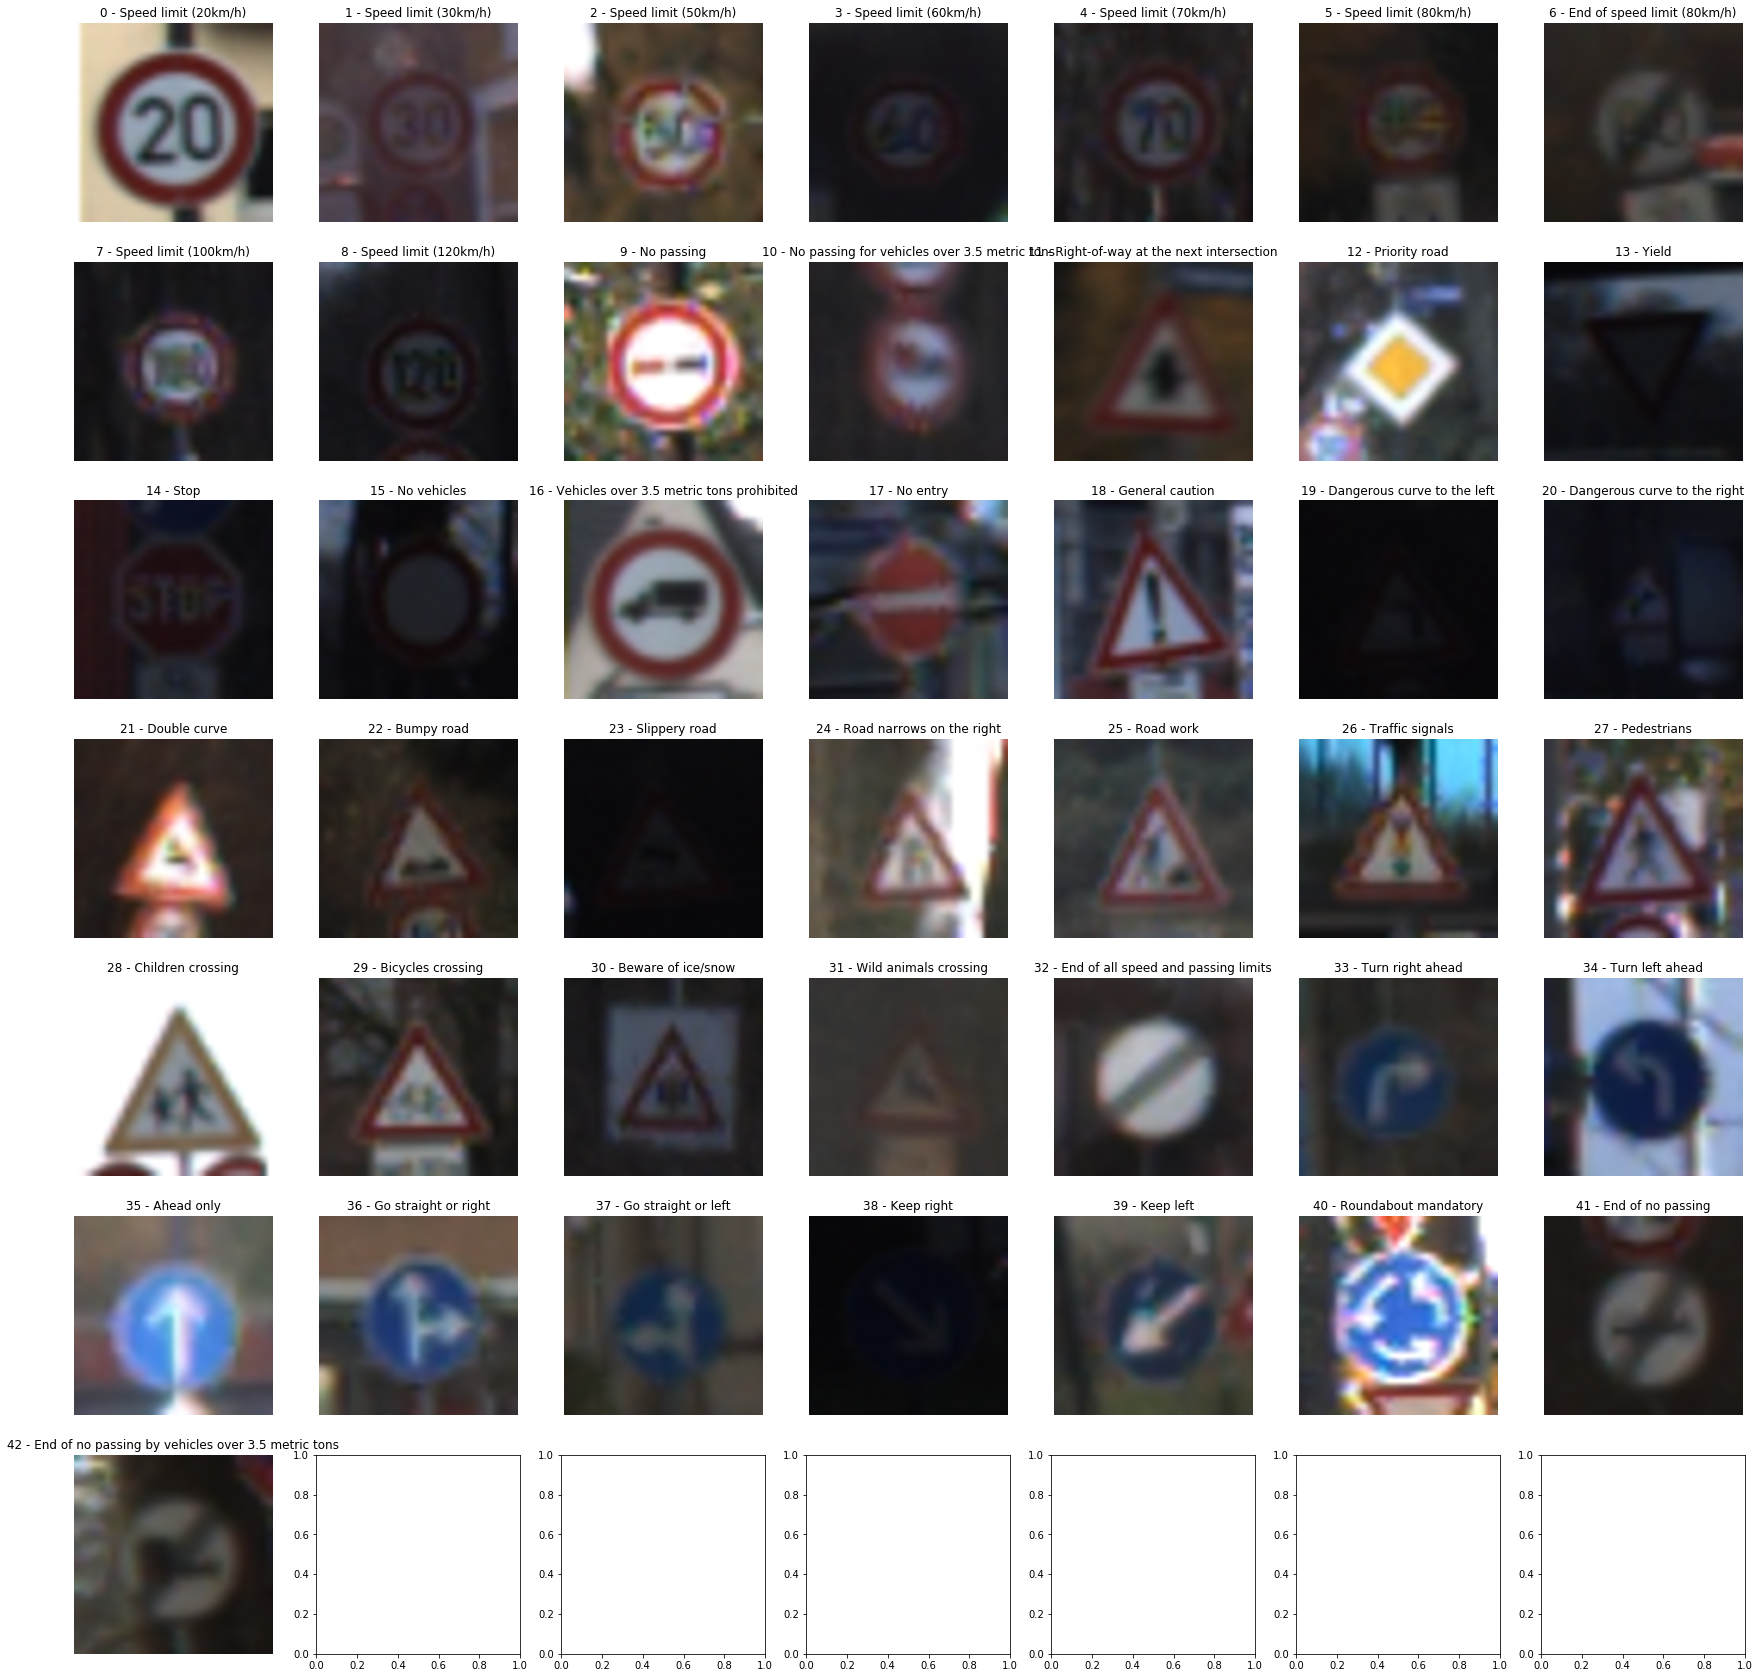 0 - Speed limit (20km/h)
1 - Speed limit (30km/h)
2 - Speed limit (50km/h)
3 - Speed limit (60km/h)
4 - Speed limit (70km/h)
5 - Speed limit (80km/h)
6 - End of speed limit (80km/h)
20
30
50
60
70
7 - Speed limit (100km/h)
8 - Speed limit (120km/h)
9 - No passing
10 - No passing for vehicles over 3.5 metric tons
11 - Right-of-way at the next intersection
12 - Priority road
13 - Yield
100
120
14 - Stop
15 - No vehicles
16 - Vehicles over 3.5 metric tons prohibited
17 - No entry
18 - General caution
19 - Dangerous curve to the left
20 - Dangerous curve to the right
STOP
21 - Double curve
22 - Bumpy road
23 - Slippery road
24 - Road narrows on the right
25 - Road work
26 - Traffic signals
27 - Pedestrians
28 - Children crossing
29 - Bicycles crossing
30 - Beware of ice/snow
31 - Wild animals crossing
32 - End of all speed and passing limits
33 - Turn right ahead
34 - Turn left ahead
35 - Ahead only
36 - Go straight or right
37 - Go straight or left
38 - Keep right
39 - Keep left
40 - Roundabout mandatory
41 - End of no passing
42 - End of no passing by vehicles over 3.5 metric tons
1.0 1.0 1.0 1.0 1.0 1.0
0.8 0.8 0.8 0.8 0.8 0.8
0.6 0.6 0.6 0.6 0.6 0.6
0.4 0.4 0.4 0.4 0.4 0.4
0.2 0.2 0.2 0.2 0.2 0.2
0.0 0.0 0.0 0.0 0.0 0.0
0.0 0.2 0.4 0.6 0.8 1.0 0.0 0.2 0.4 0.6 0.8 1.0 0.0 0.2 0.4 0.6 0.8 1.0 0.0 0.2 0.4 0.6 0.8 1.0 0.0 0.2 0.4 0.6 0.8 1.0 0.0 0.2 0.4 0.6 0.8 1.0